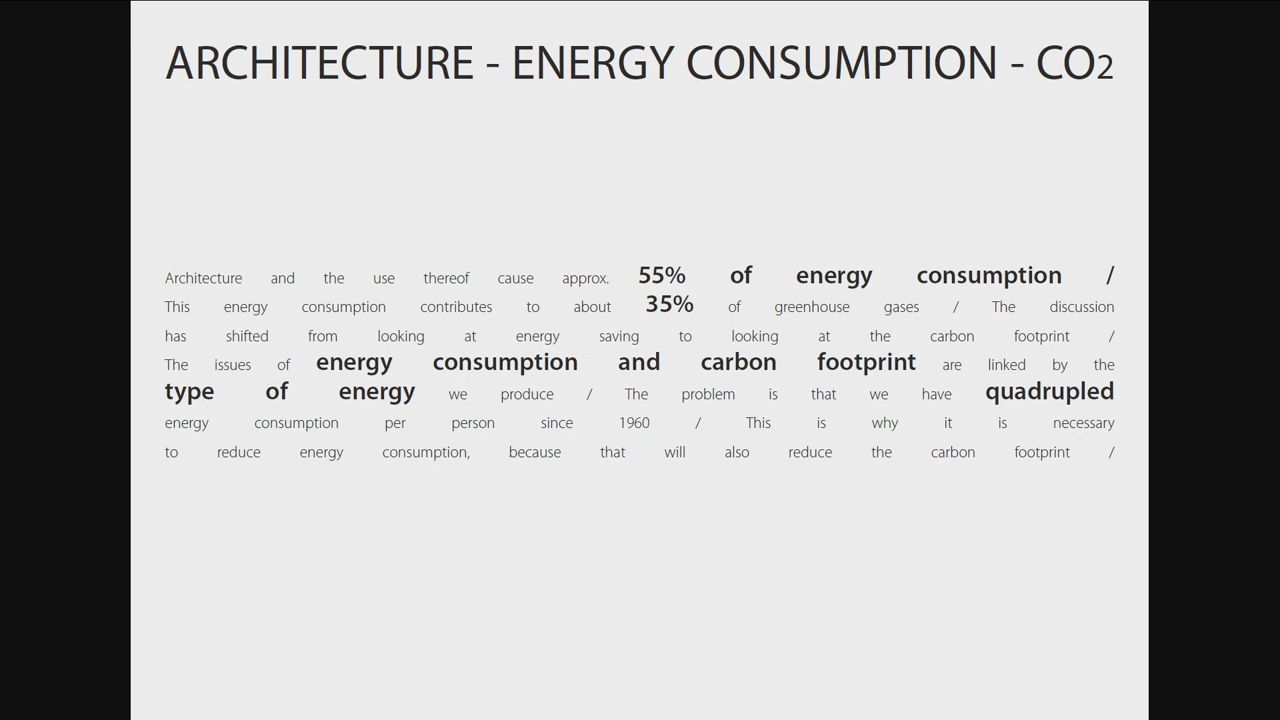 ARCHITECTURE - ENERGY CONSUMPTION - CO2
Architecture and the use thereof cause approx. 55% of energy consumption /
This energy consumption contributes to about 35% of greenhouse gases / The discussion
has shifted from looking at energy saving to looking at the carbon footprint /
The issues of energy consumption and carbon footprint are linked by the
type of energy we produce / The problem is that we have quadrupled
energy consumption per person since 1960 / This is why it is necessary
to reduce energy consumption, because that will also reduce the carbon footprint /